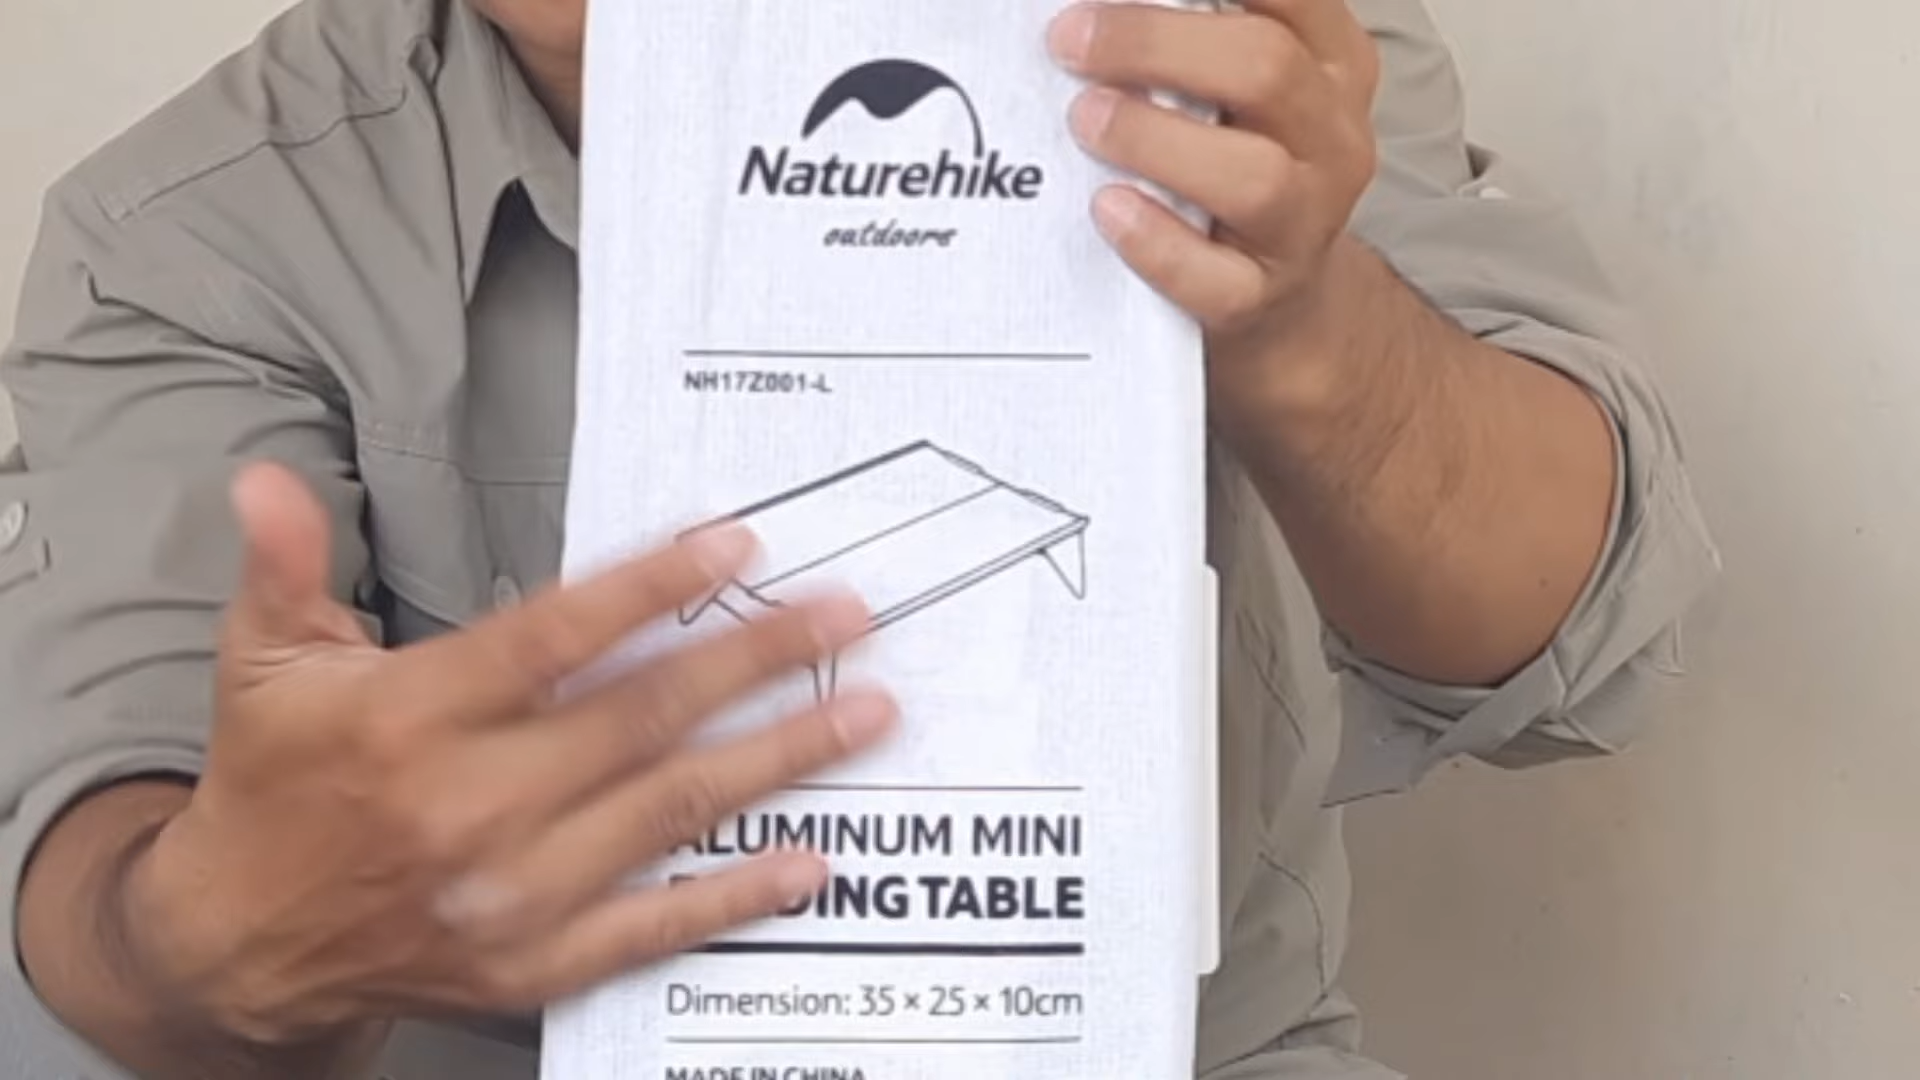 Naturehike
outdoors
NH17Z001-L
ALUMINUM MINI
TABLE
Dimension: 35 × 25 × 10cm
MADE IN CHINA